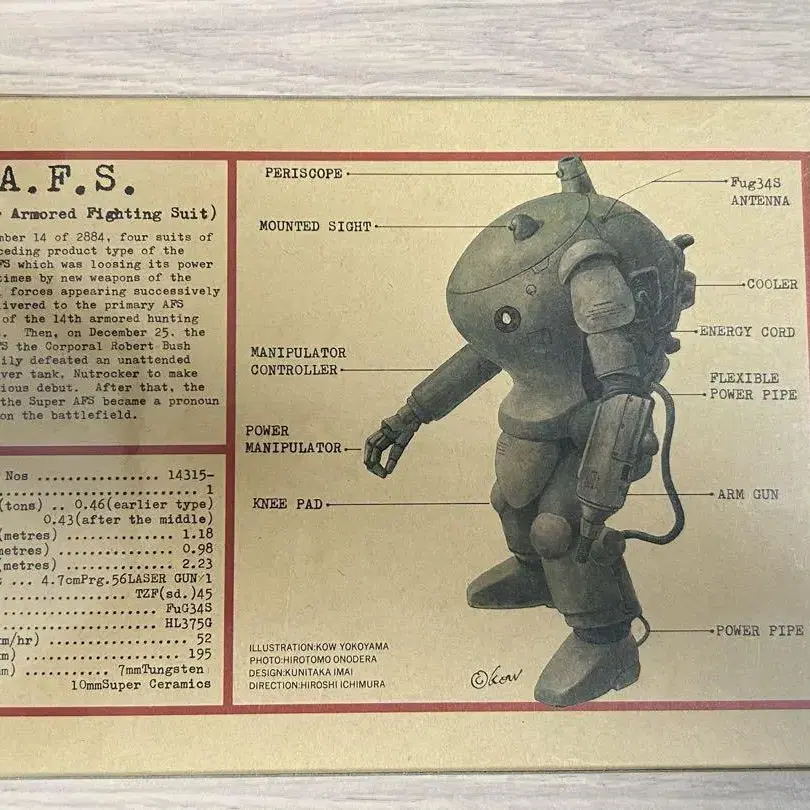 A.F.S.
Armored Fighting Suit)
mber 14 of 2884, four suits of
ceding product type of the
FS which was loosing its power
times by new weapons of the
forces appearing successively
livered to the primary AFS
of the 14th armored hunting
. Then, on December 25, the
FS the Corporal Robert Bush
ily defeated an unattended
ver tank, Nutrocker to make
ious debut. After that, the
the Super AFS became a pronoun
on the battlefield.
Nos ................ 14315-
1
(tons) .. 0.46(earlier type)
0.43(after the middle)
(metres) ............... 1.18
metres) ............... 0.98
metres) ............... 2.23
... 4.7cmPrg.56LASER GUN/1
TZF(sd.)45
FuG34S
HL375G
km/hr) .................... 52
m) ....................... 195
m) ........... 7mmTungsten
10mmSuper Ceramics
PERISCOPE
MOUNTED SIGHT
MANIPULATOR
CONTROLLER
POWER
MANIPULATOR
KNEE PAD
Fug34S
ANTENNA
COOLER
ENERGY CORD
FLEXIBLE
POWER PIPE
ARM GUN
POWER PIPE
ILLUSTRATION:KOW YOKOYAMA
PHOTO:HIROTOMO ONODERA
DESIGN:KUNITAKA IMAI
DIRECTION:HIROSHI ICHIMURA
©Kow